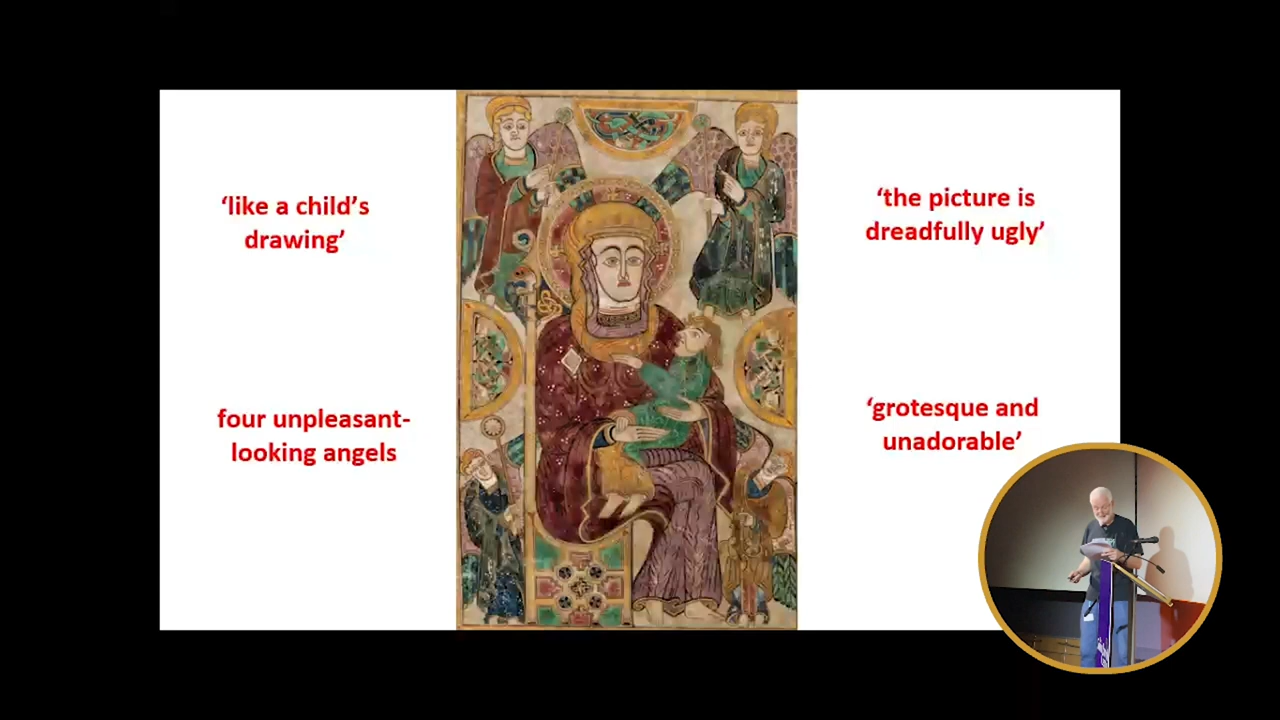 ‘like a child’s
drawing’
four unpleasant-
looking angels
‘the picture is
dreadfully ugly’
‘grotesque and
unadorable’